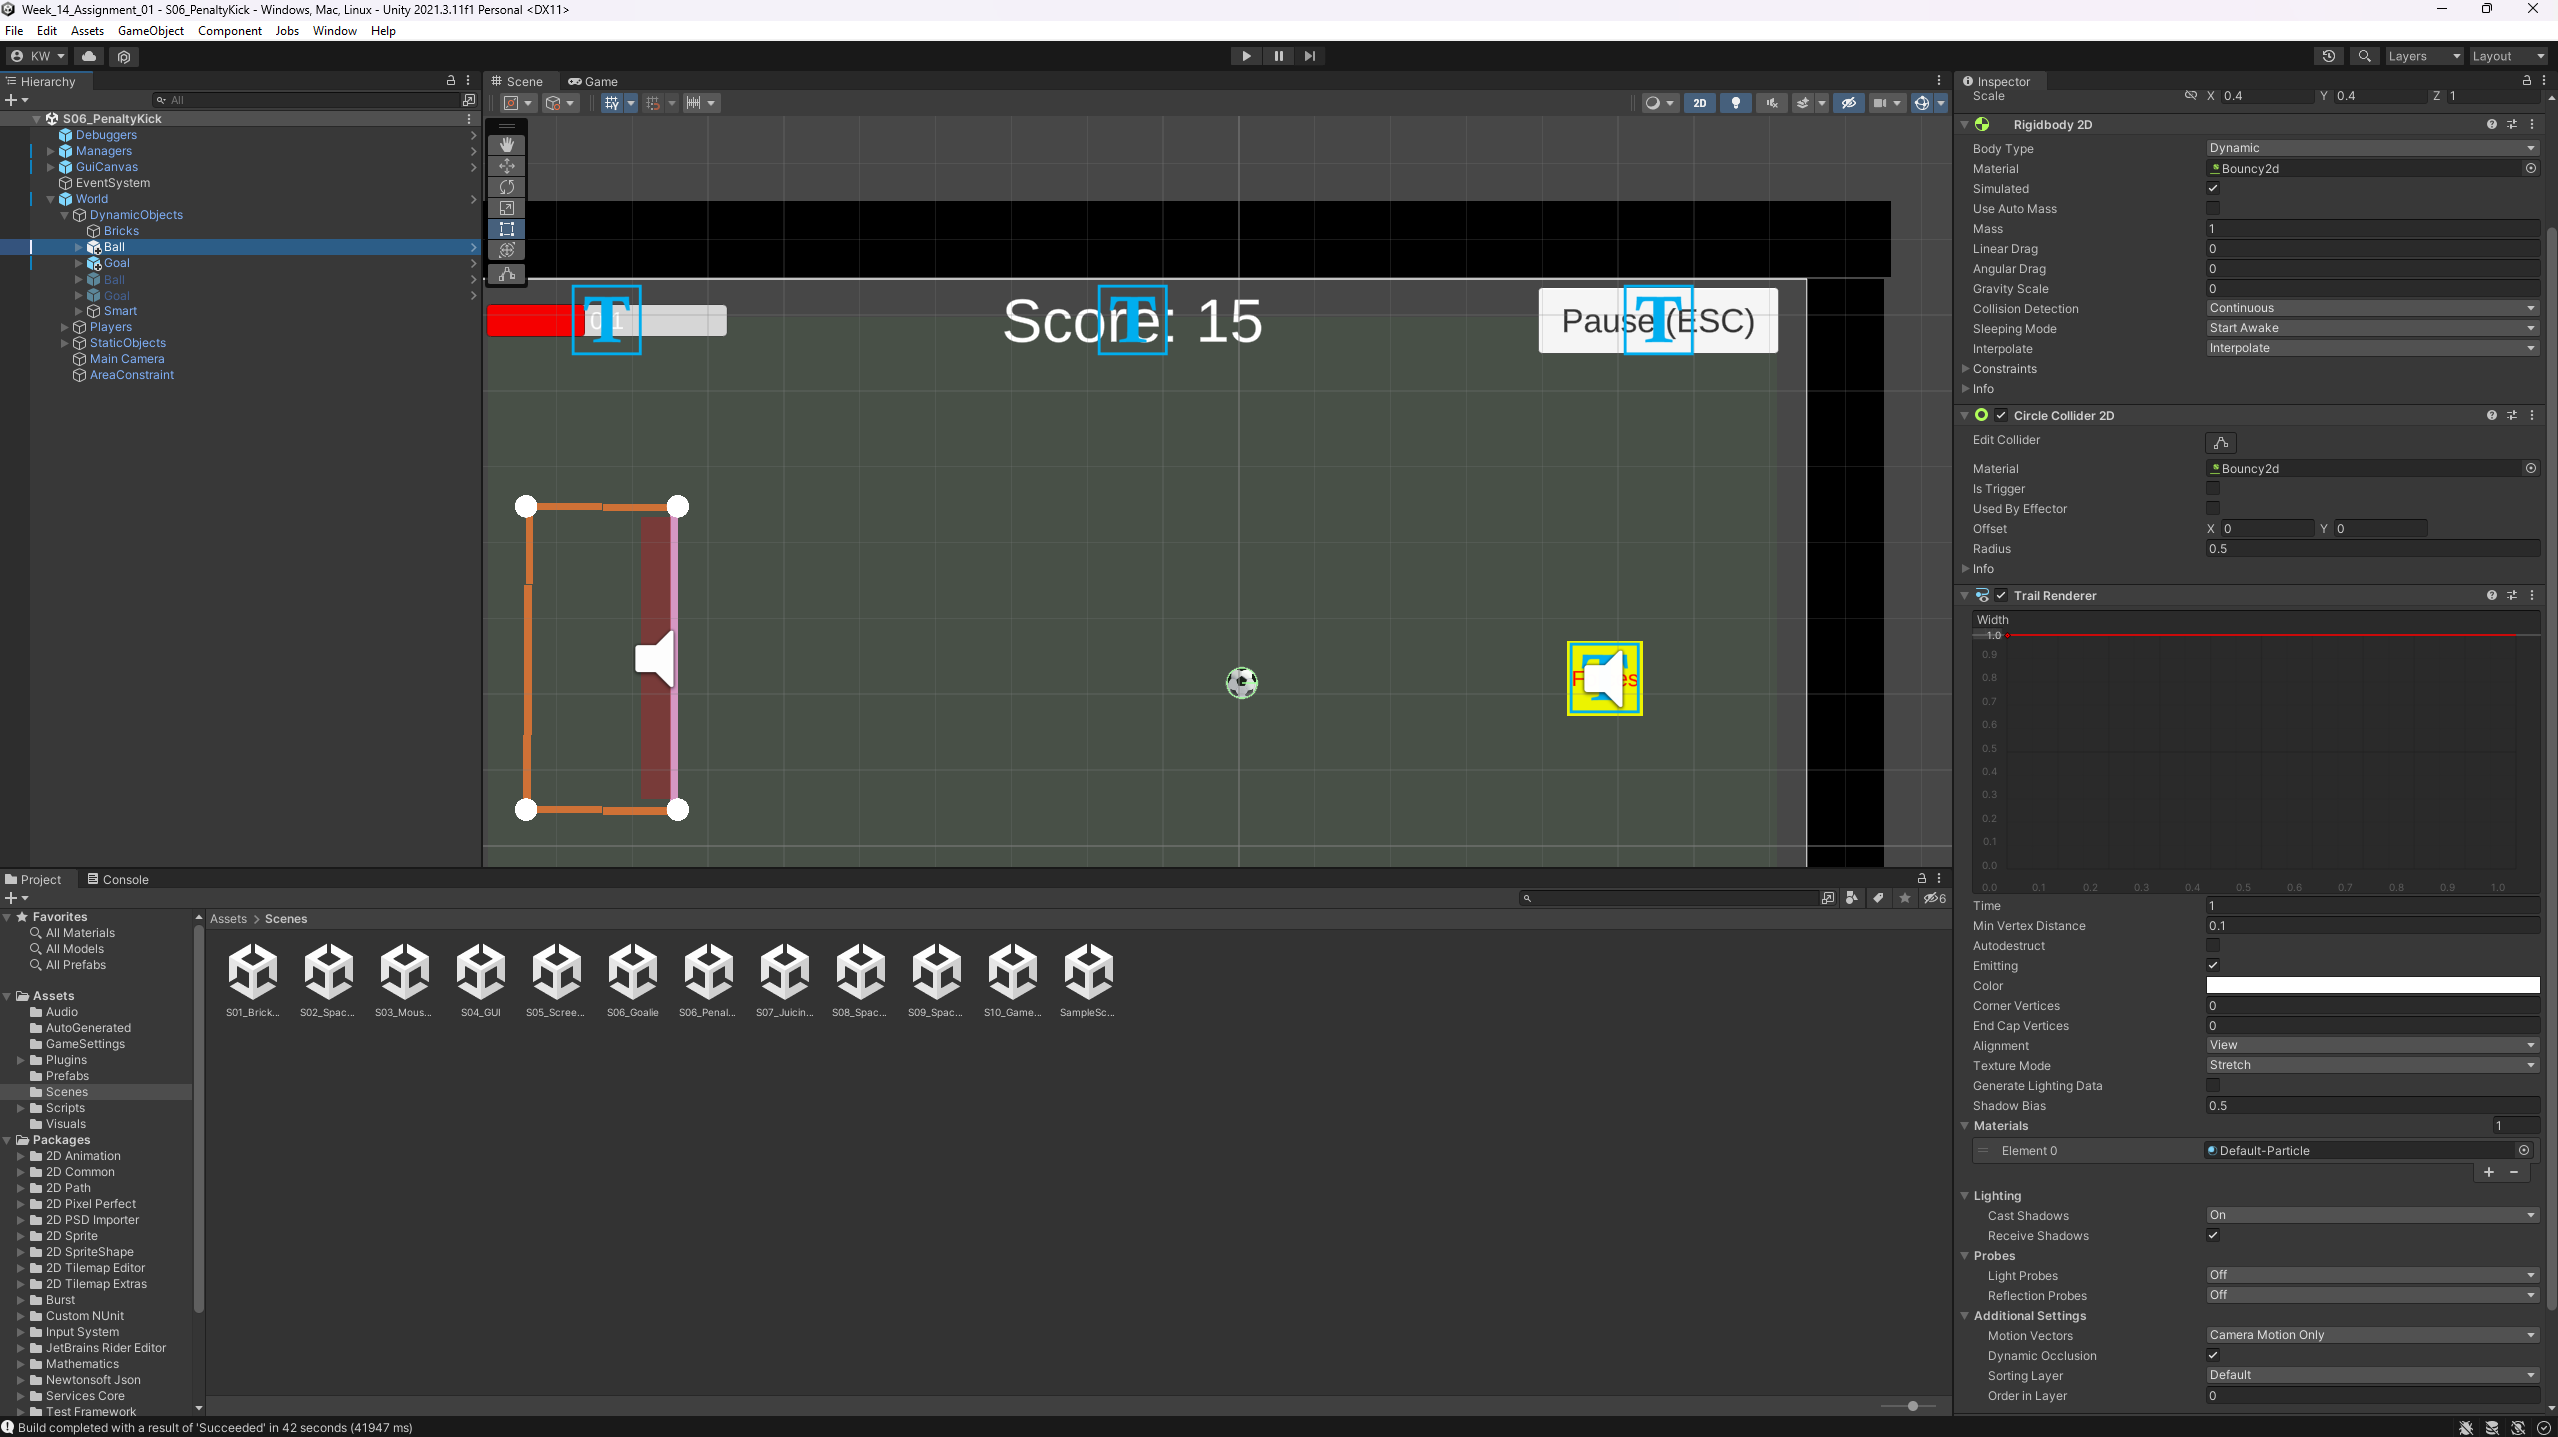 Week_14_Assignment_01 - S06_PenaltyKick - Windows, Mac, Linux - Unity 2021.3.11f1 Personal <DX11>
File Edit Assets GameObject Component Jobs Window Help
KW
Layers
Layout
Hierarchy
All
S06_PenaltyKick
Debuggers
Managers
GuiCanvas
EventSystem
World
DynamicObjects
Bricks
Ball
Goal
Ball
Goal
Smart
Players
StaticObjects
Main Camera
AreaConstraint
Scene
Game
2D
Score: 15
Pause (ESC)
Inspector
Scale X 0.4 Y 0.4 Z 1
Rigidbody 2D
Body Type Dynamic
Material Bouncy2d
Simulated
Use Auto Mass
Mass 1
Linear Drag 0
Angular Drag 0
Gravity Scale 0
Collision Detection Continuous
Sleeping Mode Start Awake
Interpolate Interpolate
Constraints
Info
Circle Collider 2D
Edit Collider
Material Bouncy2d
Is Trigger
Used By Effector
Offset X 0 Y 0
Radius 0.5
Info
Trail Renderer
Width
1.0
0.9
0.8
0.7
0.6
0.5
0.4
0.3
0.2
0.1
0.0
0.0 0.1 0.2 0.3 0.4 0.5 0.6 0.7 0.8 0.9 1.0
Time 1
Min Vertex Distance 0.1
Autodestruct
Emitting
Color
Corner Vertices 0
End Cap Vertices 0
Alignment View
Texture Mode Stretch
Generate Lighting Data
Shadow Bias 0.5
Materials 1
Element 0 Default-Particle
Lighting
Cast Shadows On
Receive Shadows
Probes
Light Probes Off
Reflection Probes Off
Additional Settings
Motion Vectors Camera Motion Only
Dynamic Occlusion
Sorting Layer Default
Order in Layer 0
Project
Console
6
Favorites
All Materials
All Models
All Prefabs
Assets
Audio
AutoGenerated
GameSettings
Plugins
Prefabs
Scenes
Scripts
Visuals
Packages
2D Animation
2D Common
2D Path
2D Pixel Perfect
2D PSD Importer
2D Sprite
2D SpriteShape
2D Tilemap Editor
2D Tilemap Extras
Burst
Custom NUnit
Input System
JetBrains Rider Editor
Mathematics
Newtonsoft Json
Services Core
Test Framework
Assets > Scenes
S01_Brick... S02_Spac... S03_Mous... S04_GUI S05_Scree... S06_Goalie S06_Penal... S07_Juicin... S08_Spac... S09_Spac... S10_Game... SampleSc...
Build completed with a result of 'Succeeded' in 42 seconds (41947 ms)